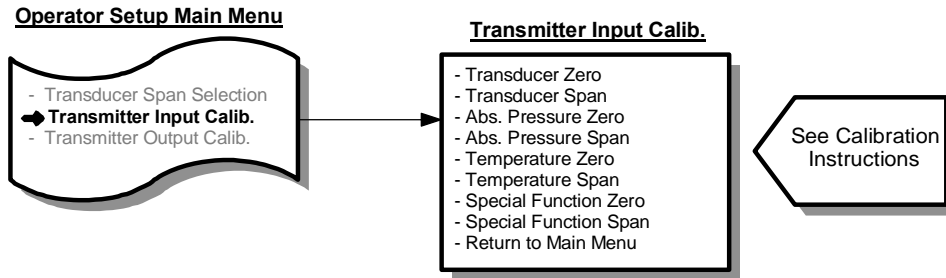 Operator Setup Main Menu
- Transducer Span Selection
Transmitter Input Calib.
- Transmitter Output Calib.
Transmitter Input Calib.
- Transducer Zero
- Transducer Span
- Abs. Pressure Zero
- Abs. Pressure Span
- Temperature Zero
- Temperature Span
- Special Function Zero
- Special Function Span
- Return to Main Menu
See Calibration
Instructions